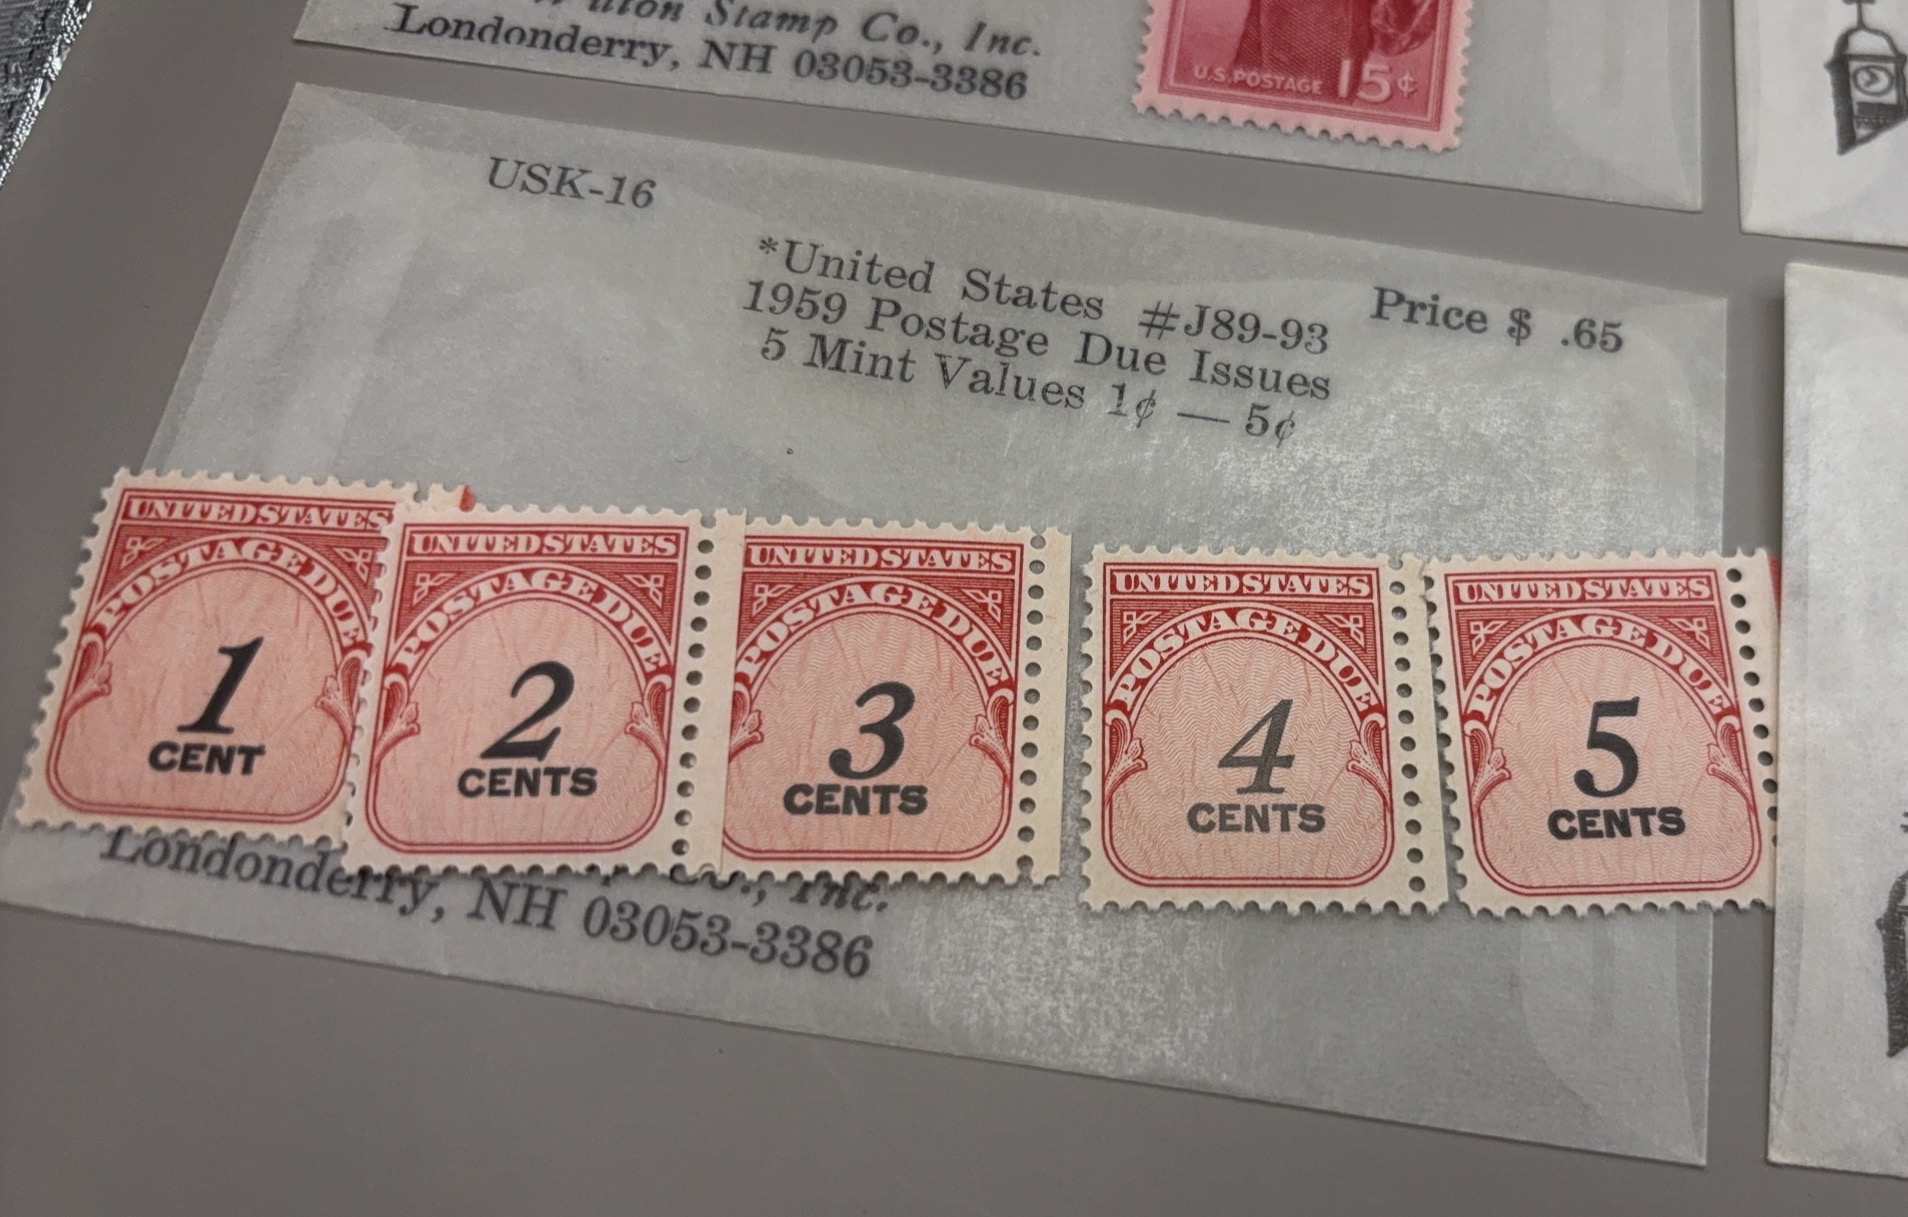 Stamp Co., Inc.
Londonderry, NH 03053-3386
U.S. POSTAGE 15¢
USK-16
*United States #J89-93
1959 Postage Due Issues
5 Mint Values 1¢ — 5¢
Price $ .65
UNITED STATES
POSTAGE DUE
1
CENT
UNITED STATES
POSTAGE DUE
2
CENTS
UNITED STATES
POSTAGE DUE
3
CENTS
UNITED STATES
POSTAGE DUE
4
CENTS
UNITED STATES
POSTAGE DUE
5
CENTS
Co., Inc.
Londonderry, NH 03053-3386